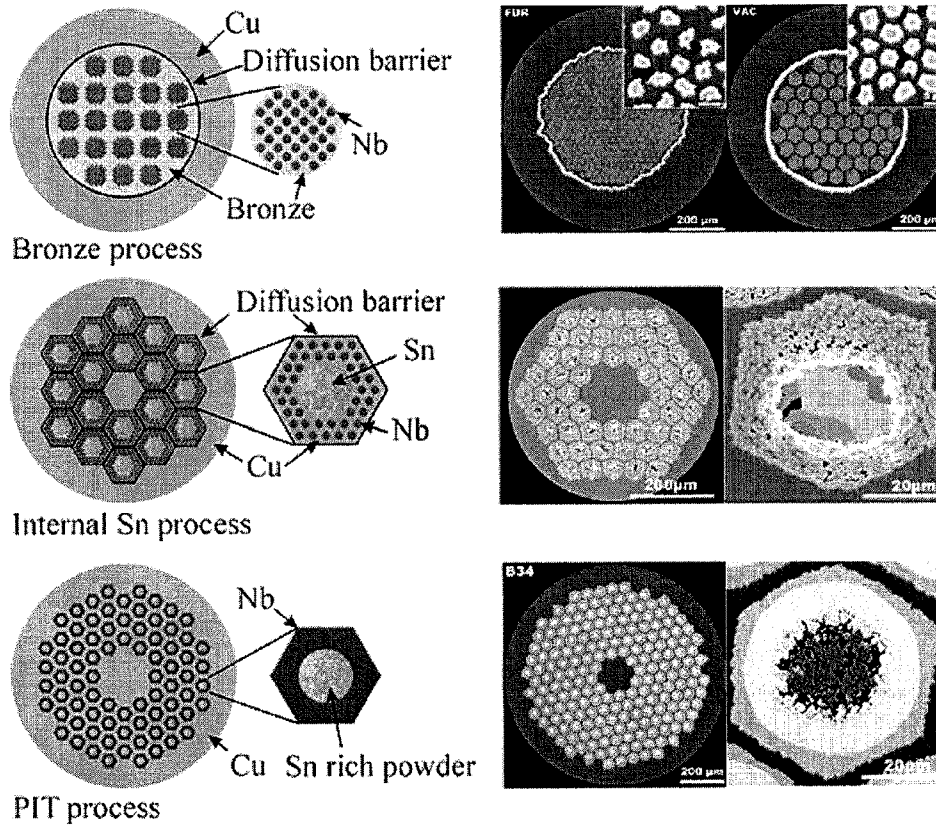 Cu
Diffusion barrier
Nb
Bronze
Bronze process
FUR
200 µm
VAC
200 µm
Diffusion barrier
Sn
Nb
Cu
Internal Sn process
200µm
20µm
Nb
Cu
Sn rich powder
PIT process
B34
200 µm
20µm